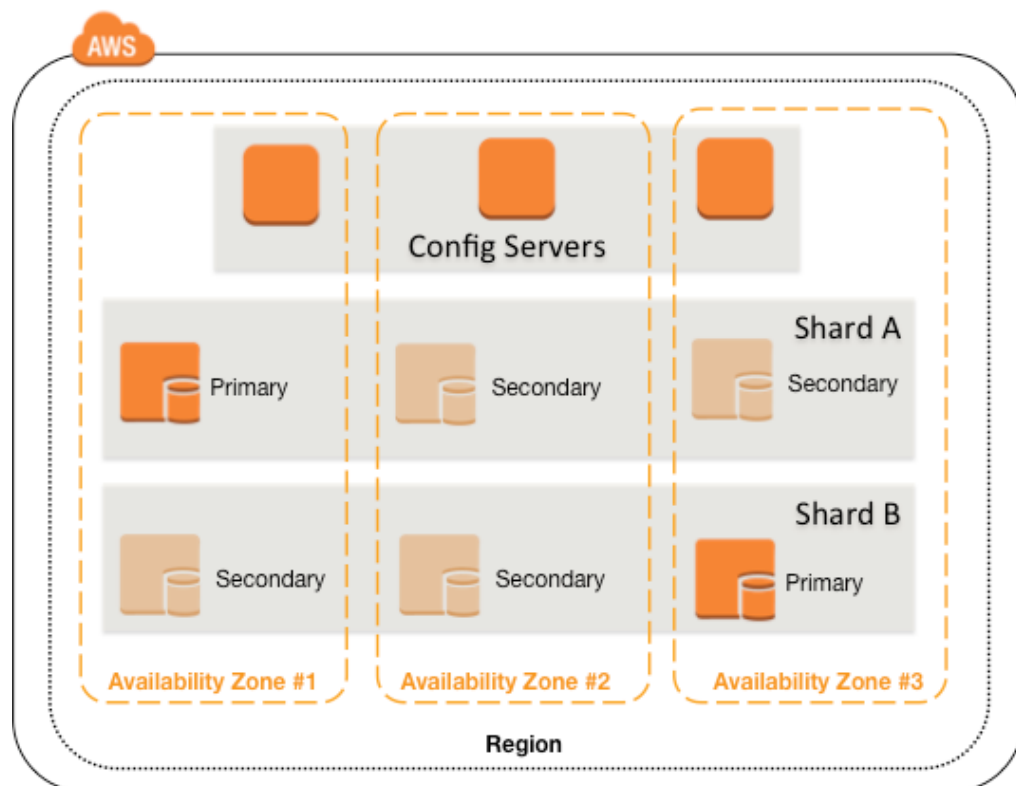 AWS
Config Servers
Shard A
Primary
Secondary
Secondary
Shard B
Secondary
Secondary
Primary
Availability Zone #1
Availability Zone #2
Availability Zone #3
Region